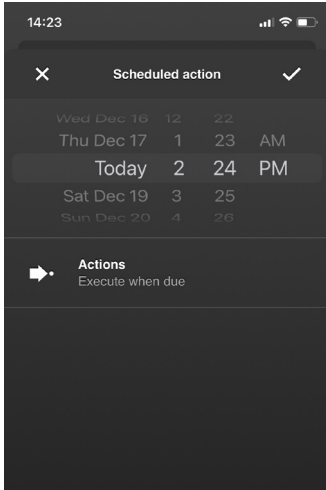 14:23
Scheduled action
Wed Dec 16 12 22
Thu Dec 17 1 23 AM
Today 2 24 PM
Sat Dec 19 3 25
Sun Dec 20 4 26
Actions
Execute when due